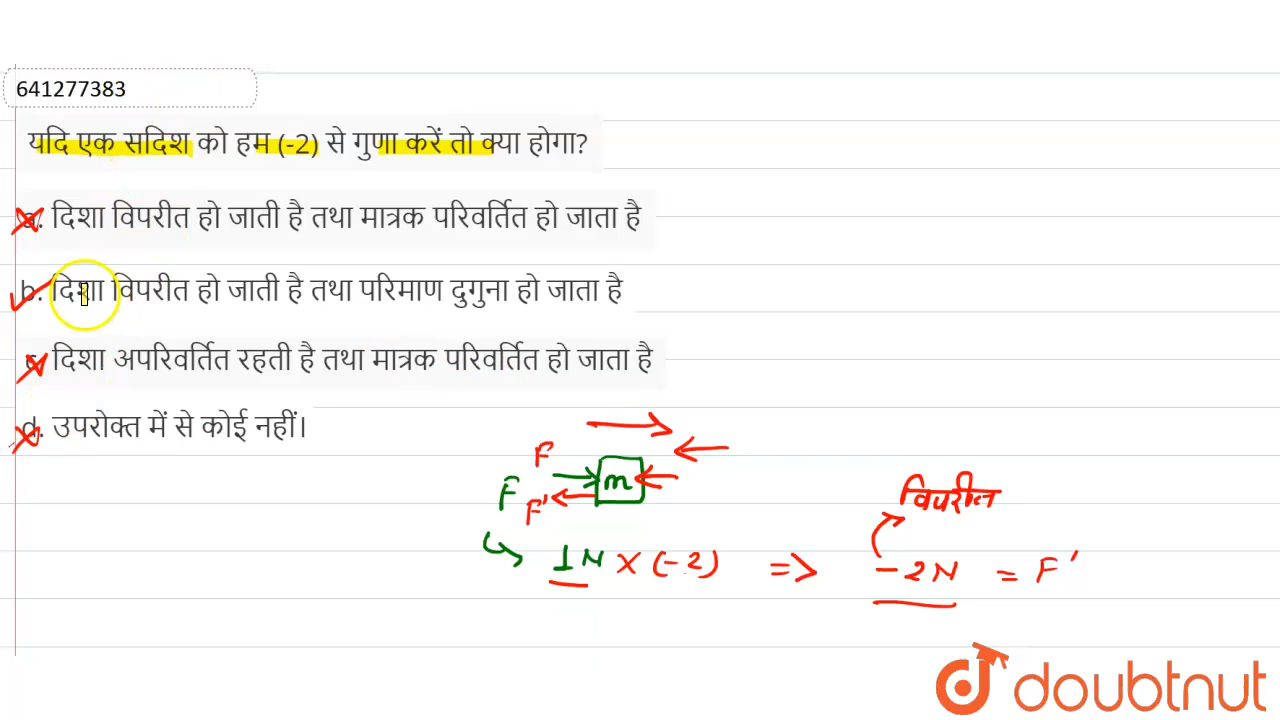 641277383
यदि एक सदिश को हम (-2) से गुणा करें तो क्या होगा?
a. दिशा विपरीत हो जाती है तथा मात्रक परिवर्तित हो जाता है
b. दिशा विपरीत हो जाती है तथा परिमाण दुगुना हो जाता है
c. दिशा अपरिवर्तित रहती है तथा मात्रक परिवर्तित हो जाता है
d. उपरोक्त में से कोई नहीं।
F
F m
F'
विपरीत
1N × (-2) => -2N = F'
doubtnut